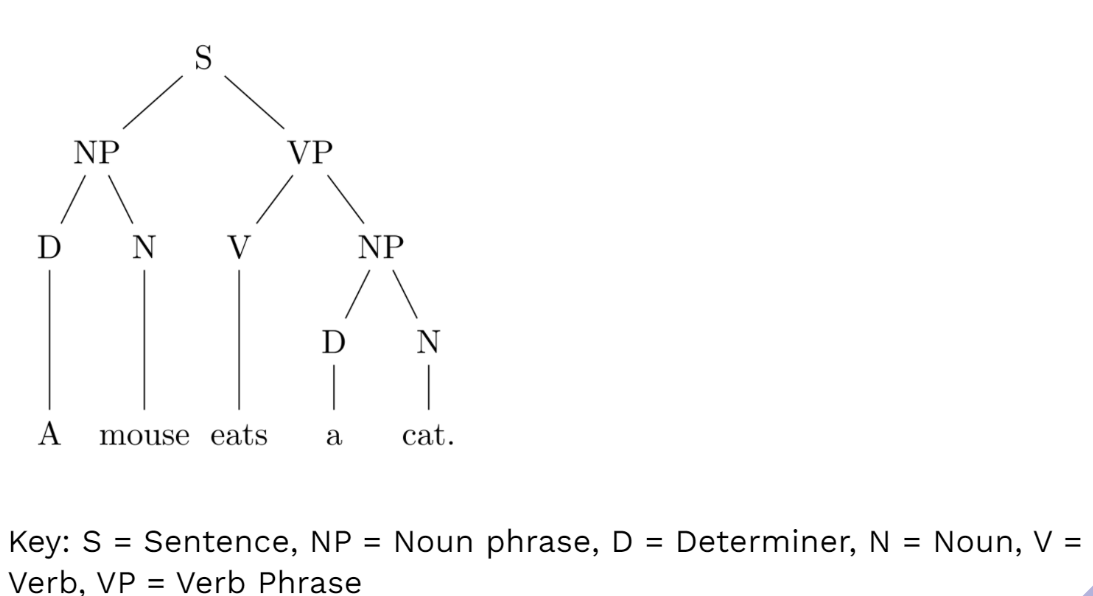 S
NP VP
D N V NP
D N
A mouse eats a cat.
Key: S = Sentence, NP = Noun phrase, D = Determiner, N = Noun, V =
Verb, VP = Verb Phrase